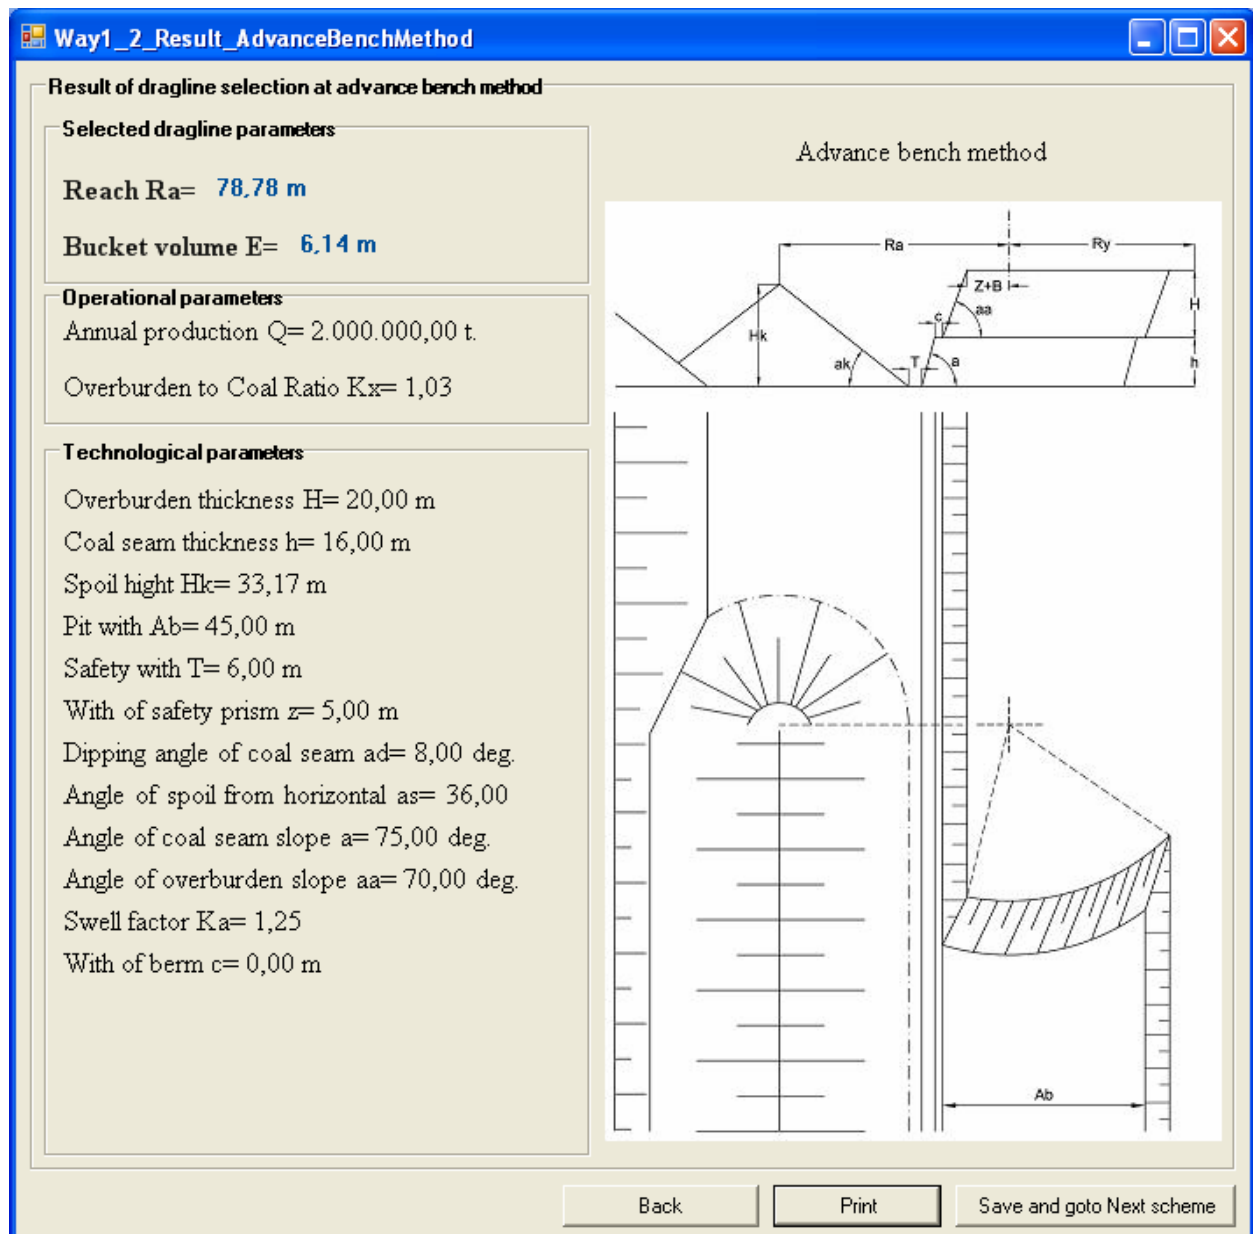 Way1_2_Result_AdvanceBenchMethod
Result of dragline selection at advance bench method
Selected dragline parameters
Reach Ra= 78,78 m
Bucket volume E= 6,14 m
Operational parameters
Annual production Q= 2.000.000,00 t.
Overburden to Coal Ratio Kx= 1,03
Technological parameters
Overburden thickness H= 20,00 m
Coal seam thickness h= 16,00 m
Spoil hight Hk= 33,17 m
Pit with Ab= 45,00 m
Safety with T= 6,00 m
With of safety prism z= 5,00 m
Dipping angle of coal seam ad= 8,00 deg.
Angle of spoil from horizontal as= 36,00
Angle of coal seam slope a= 75,00 deg.
Angle of overburden slope aa= 70,00 deg.
Swell factor Ka= 1,25
With of berm c= 0,00 m
Advance bench method
Ra
Ry
Z+B
H
c
aa
Hk
ak
T
a
h
Ab
Back
Print
Save and goto Next scheme